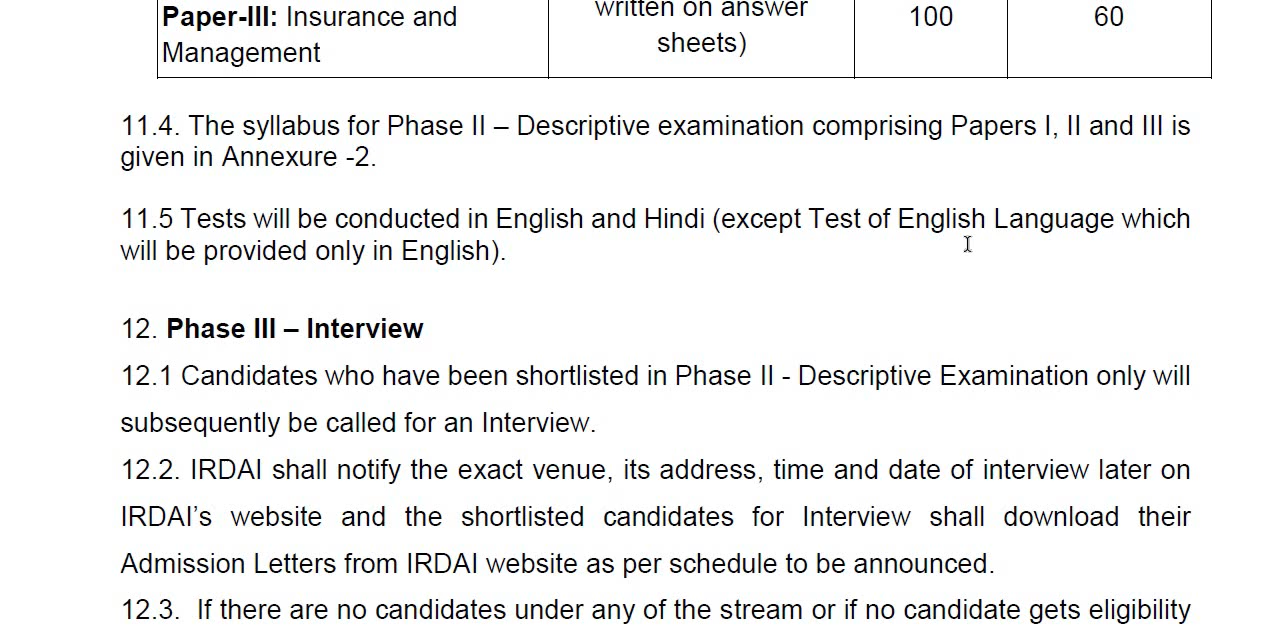 written on answer
Paper-III: Insurance and
100
60
sheets)
Management
11.4. The syllabus for Phase II – Descriptive examination comprising Papers I, II and III is
given in Annexure -2.
11.5 Tests will be conducted in English and Hindi (except Test of English Language which
will be provided only in English).
12. Phase III – Interview
12.1 Candidates who have been shortlisted in Phase II - Descriptive Examination only will
subsequently be called for an Interview.
12.2. IRDAI shall notify the exact venue, its address, time and date of interview later on
IRDAI’s website and the shortlisted candidates for Interview shall download their
Admission Letters from IRDAI website as per schedule to be announced.
12.3. If there are no candidates under any of the stream or if no candidate gets eligibility